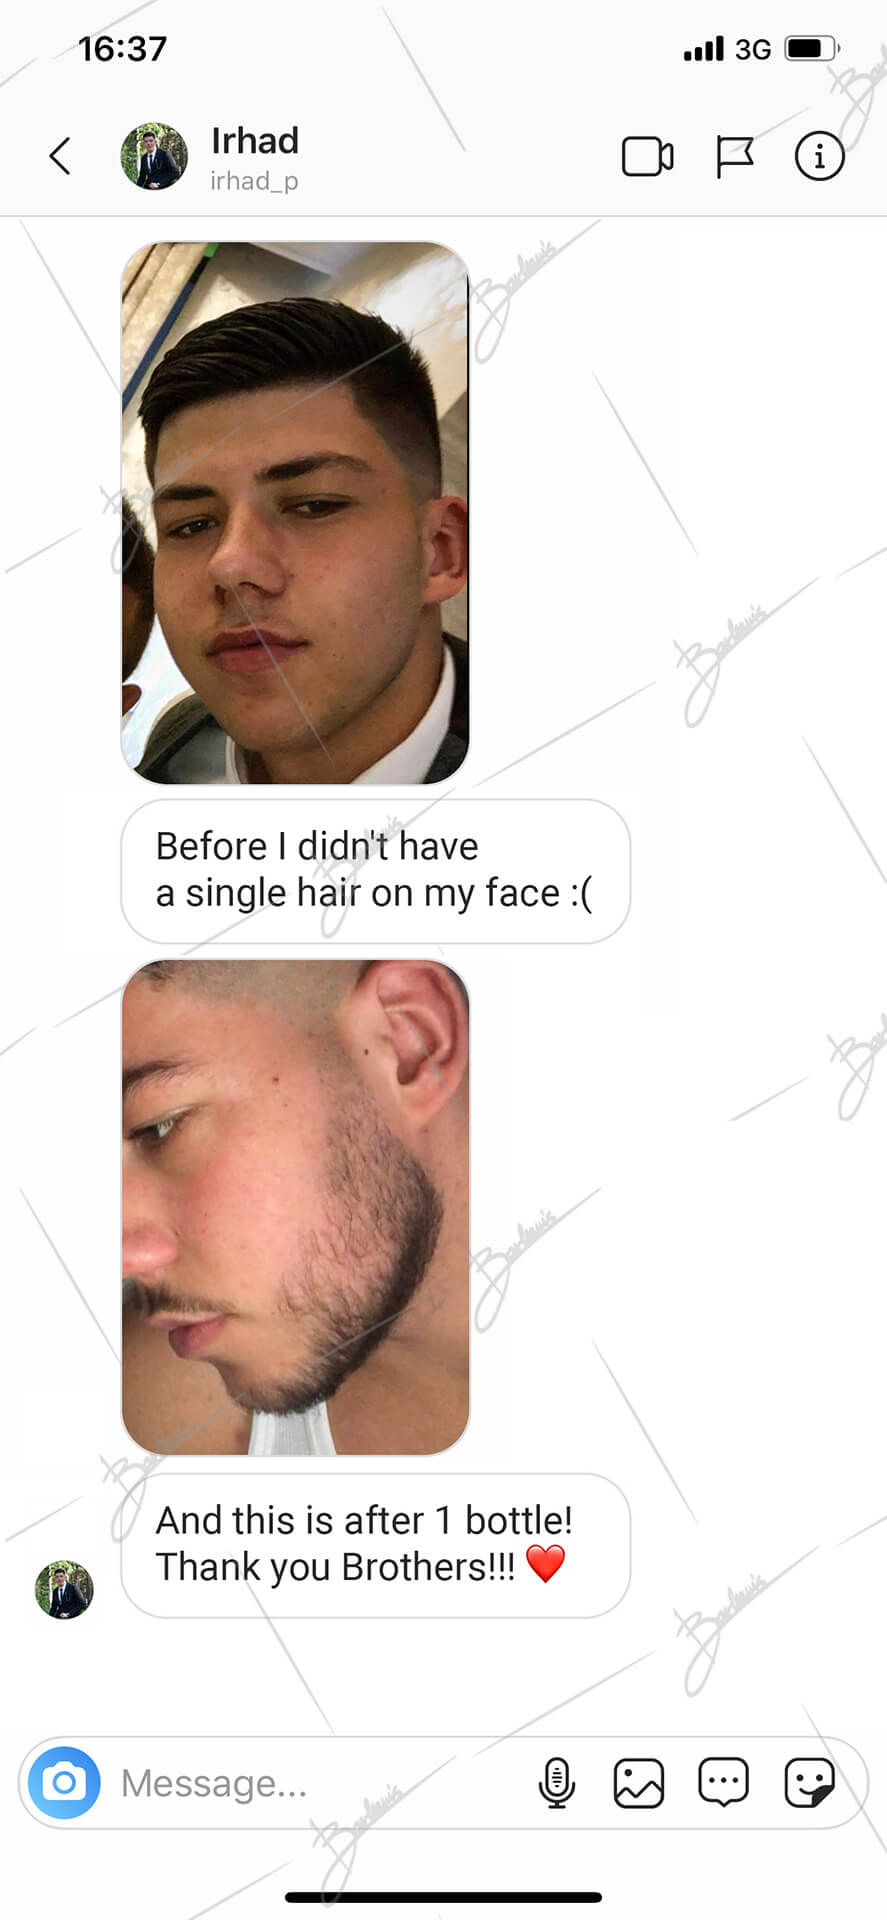 16:37
3G
Irhad
irhad_p
Before I didn't have
a single hair on my face :(
And this is after 1 bottle!
Thank you Brothers!!! ❤️
Message...